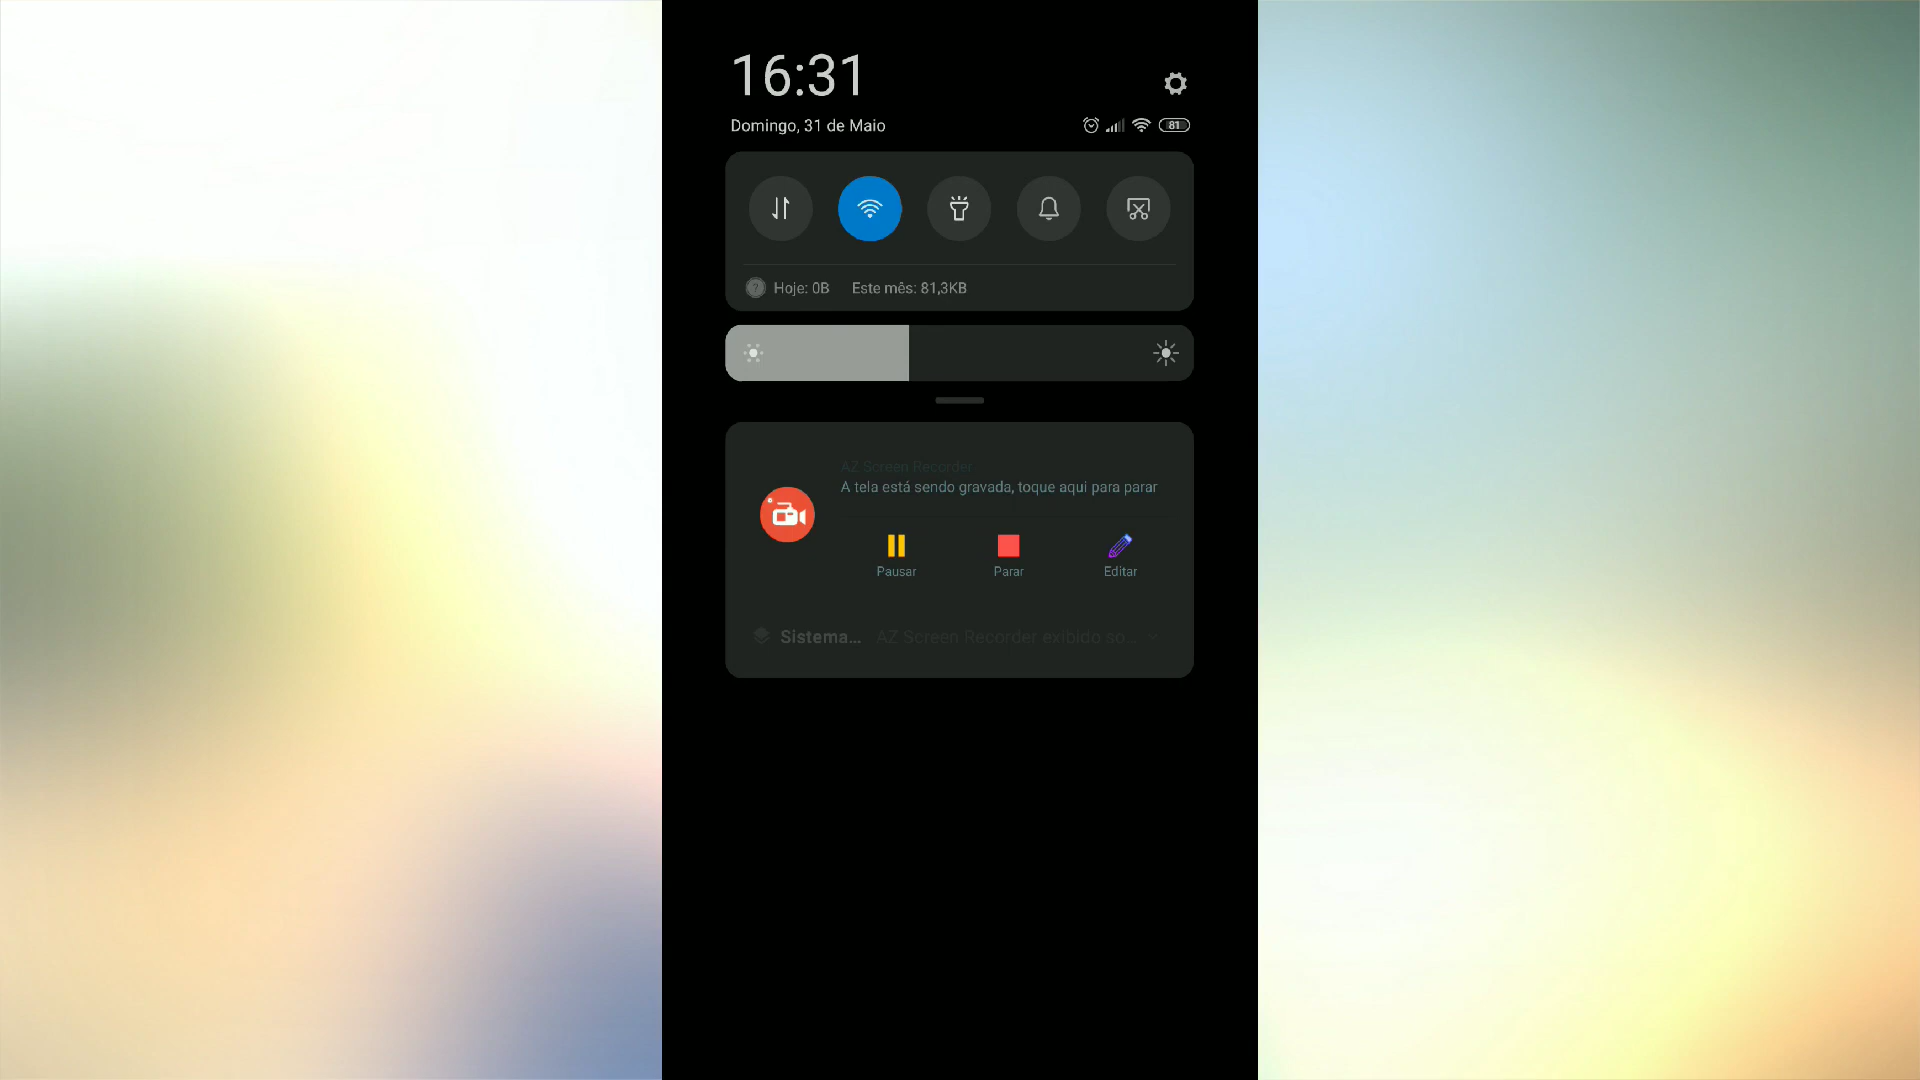 16:31
Domingo, 31 de Maio
81
Hoje: 0B Este mês: 81,3KB
AZ Screen Recorder
A tela está sendo gravada, toque aqui para parar
Pausar Parar Editar
Sistema... AZ Screen Recorder exibido so...